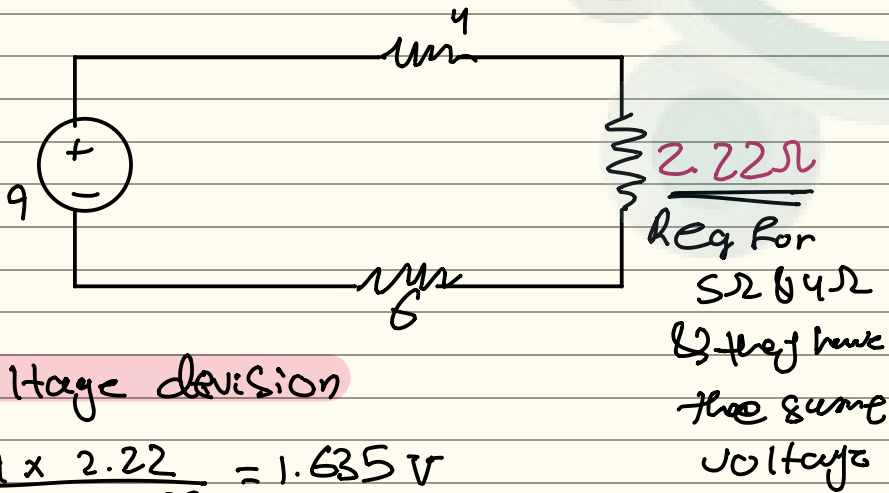 4
+
−
9
2.22Ω
Req For
5Ω & 4Ω
& they have
the same
voltage
6
ltage devision
x 2.22 = 1.635 V